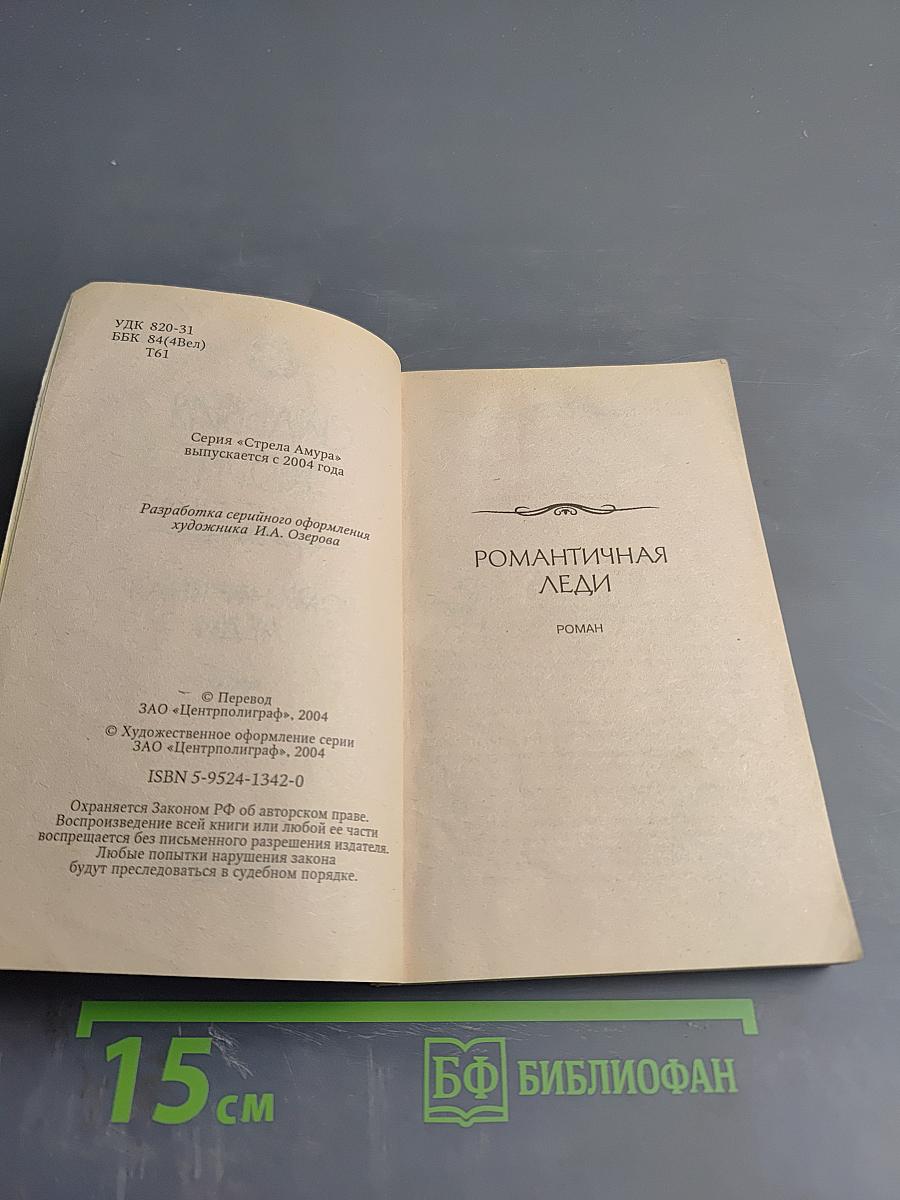 УДК 820-31
ББК 84(4Вел)
Т61
Серия «Стрела Амура»
выпускается с 2004 года
Разработка серийного оформления
художника И.А. Озерова
© Перевод
ЗАО «Центрполиграф», 2004
© Художественное оформление серии
ЗАО «Центрполиграф», 2004
ISBN 5-9524-1342-0
Охраняется Законом РФ об авторском праве.
Воспроизведение всей книги или любой ее части
воспрещается без письменного разрешения издателя.
Любые попытки нарушения закона
будут преследоваться в судебном порядке.
РОМАНТИЧНАЯ
ЛЕДИ
РОМАН
15 см
БФ БИБЛИОФАН